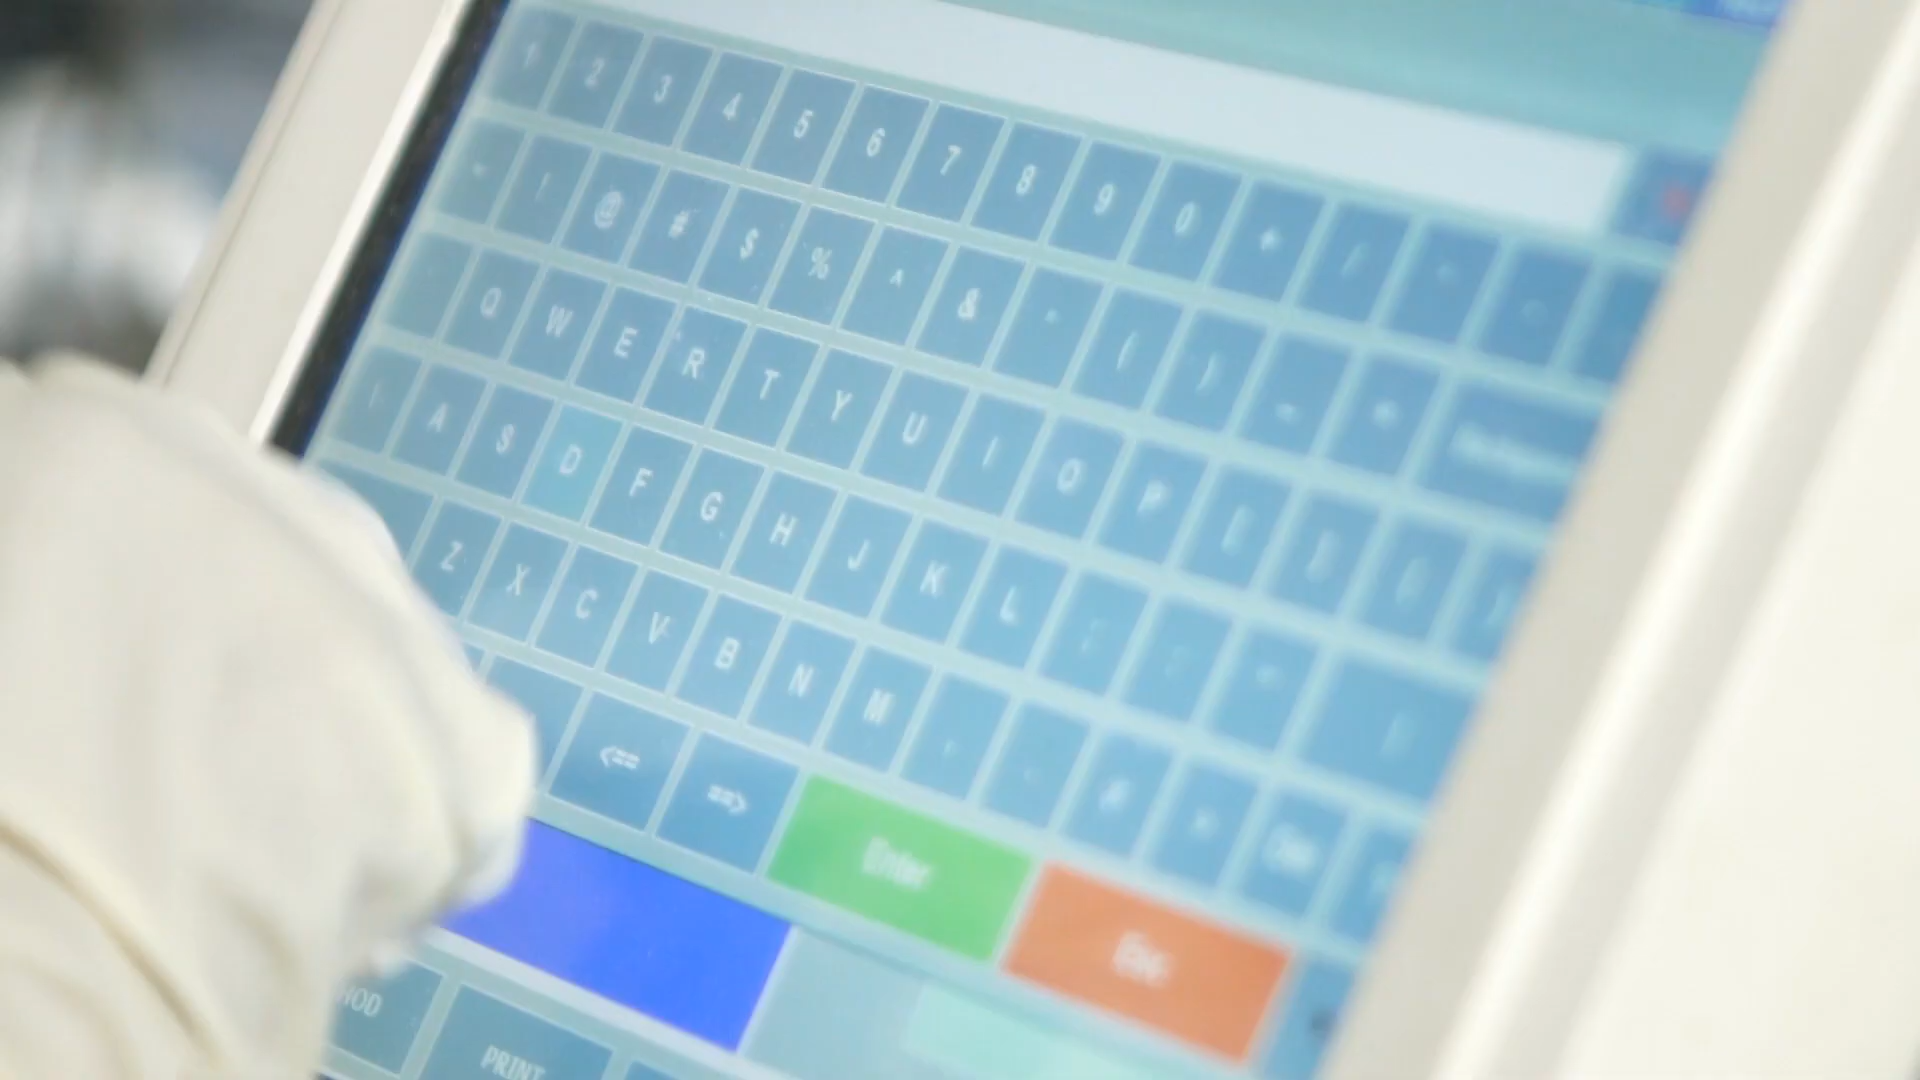 1 2 3 4 5 6 7 8 9 0 + /
! @ # $ % ^ & * ( ) _
Q W E R T Y U I O P [ ] { }
A S D F G H J K L
Z X C V B N M
<== ==> Enter Esc
PRINT